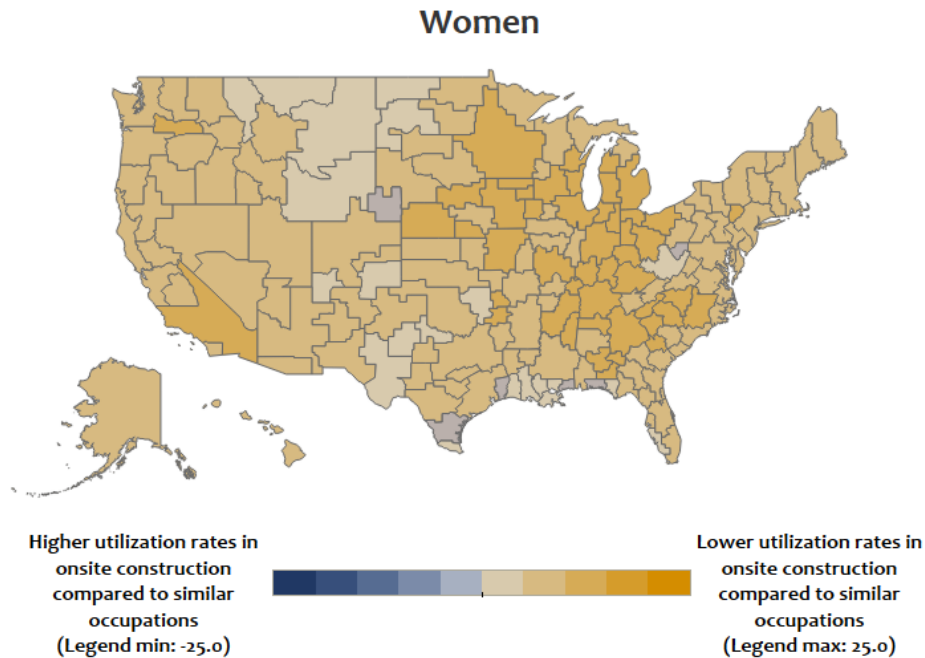 Women
Higher utilization rates in
onsite construction
compared to similar
occupations
(Legend min: -25.0)
Lower utilization rates in
onsite construction
compared to similar
occupations
(Legend max: 25.0)